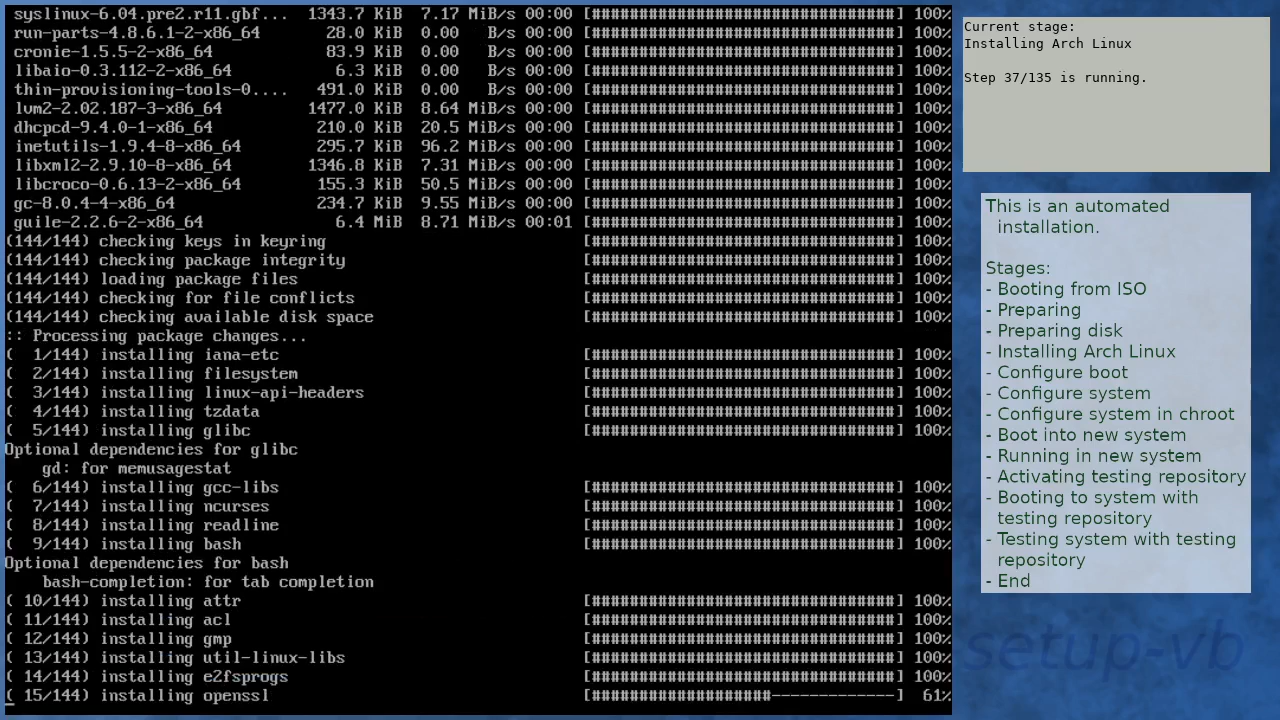 syslinux-6.04.pre2.r11.gbf... 1343.7 KiB 7.17 MiB/s 00:00 [################################] 100%
run-parts-4.8.6.1-2-x86_64 28.0 KiB 0.00 B/s 00:00 [################################] 100%
cronie-1.5.5-2-x86_64 83.9 KiB 0.00 B/s 00:00 [################################] 100%
libaio-0.3.112-2-x86_64 6.3 KiB 0.00 B/s 00:00 [################################] 100%
thin-provisioning-tools-0.... 491.0 KiB 0.00 B/s 00:00 [################################] 100%
lvm2-2.02.187-3-x86_64 1477.0 KiB 8.64 MiB/s 00:00 [################################] 100%
dhcpcd-9.4.0-1-x86_64 210.0 KiB 20.5 MiB/s 00:00 [################################] 100%
inetutils-1.9.4-8-x86_64 295.7 KiB 96.2 MiB/s 00:00 [################################] 100%
libxml2-2.9.10-8-x86_64 1346.8 KiB 7.31 MiB/s 00:00 [################################] 100%
libcroco-0.6.13-2-x86_64 155.3 KiB 50.5 MiB/s 00:00 [################################] 100%
gc-8.0.4-4-x86_64 234.7 KiB 9.55 MiB/s 00:00 [################################] 100%
guile-2.2.6-2-x86_64 6.4 MiB 8.71 MiB/s 00:01 [################################] 100%
(144/144) checking keys in keyring [################################] 100%
(144/144) checking package integrity [################################] 100%
(144/144) loading package files [################################] 100%
(144/144) checking for file conflicts [################################] 100%
(144/144) checking available disk space [################################] 100%
:: Processing package changes...
( 1/144) installing iana-etc [################################] 100%
( 2/144) installing filesystem [################################] 100%
( 3/144) installing linux-api-headers [################################] 100%
( 4/144) installing tzdata [################################] 100%
( 5/144) installing glibc [################################] 100%
Optional dependencies for glibc
gd: for memusagestat
( 6/144) installing gcc-libs [################################] 100%
( 7/144) installing ncurses [################################] 100%
( 8/144) installing readline [################################] 100%
( 9/144) installing bash [################################] 100%
Optional dependencies for bash
bash-completion: for tab completion
( 10/144) installing attr [################################] 100%
( 11/144) installing acl [################################] 100%
( 12/144) installing gmp [################################] 100%
( 13/144) installing util-linux-libs [################################] 100%
( 14/144) installing e2fsprogs [################################] 100%
( 15/144) installing openssl [###################-------------] 61%
Current stage:
Installing Arch Linux
Step 37/135 is running.
This is an automated
installation.
Stages:
- Booting from ISO
- Preparing
- Preparing disk
- Installing Arch Linux
- Configure boot
- Configure system
- Configure system in chroot
- Boot into new system
- Running in new system
- Activating testing repository
- Booting to system with
testing repository
- Testing system with testing
repository
- End
setup-vb